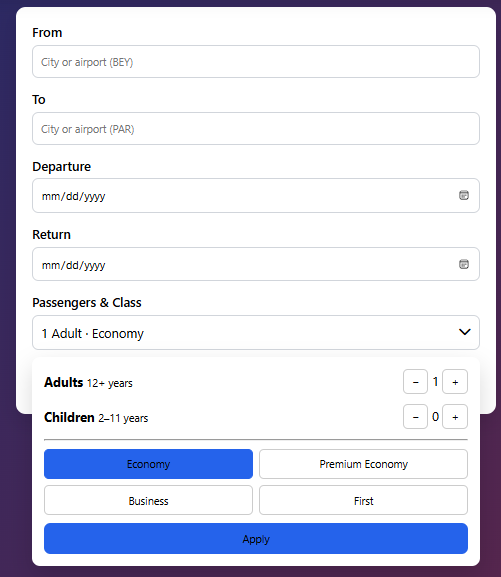 From
City or airport (BEY)
To
City or airport (PAR)
Departure
mm/dd/yyyy
Return
mm/dd/yyyy
Passengers & Class
1 Adult · Economy
Adults 12+ years − 1 +
Children 2–11 years − 0 +
Economy Premium Economy
Business First
Apply